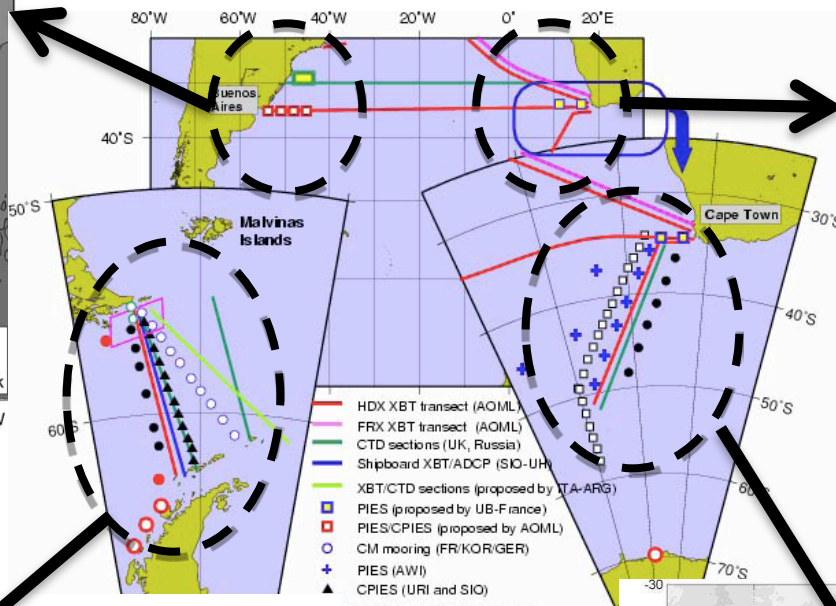 80°W 60°W 40°W 20°W 0° 20°E
Buenos
Aires
40°S
50°S
Malvinas
Islands
60°S
Cape Town
30°S
40°S
50°S
60°
70°S
-30
HDX XBT transect (AOML)
FRX XBT transect (AOML)
CTD sections (UK, Russia)
Shipboard XBT/ADCP (SIO-UH)
XBT/CTD sections (proposed by ITA-ARG)
PIES (proposed by UB-France)
PIES/CPIES (proposed by AOML)
CM mooring (FR/KOR/GER)
PIES (AWI)
CPIES (URI and SIO)